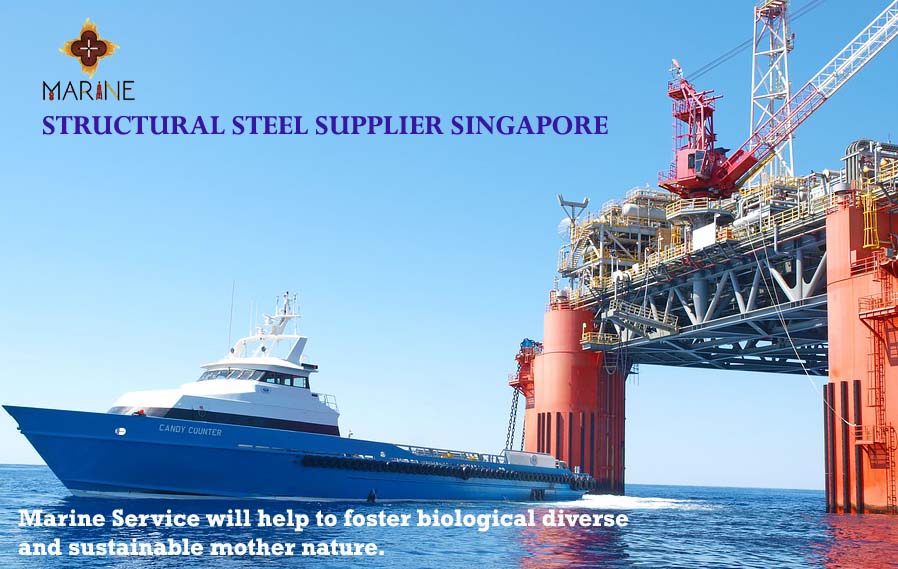 MARINE
STRUCTURAL STEEL SUPPLIER SINGAPORE
CANDY COUNTER
Marine Service will help to foster biological diverse
and sustainable mother nature.